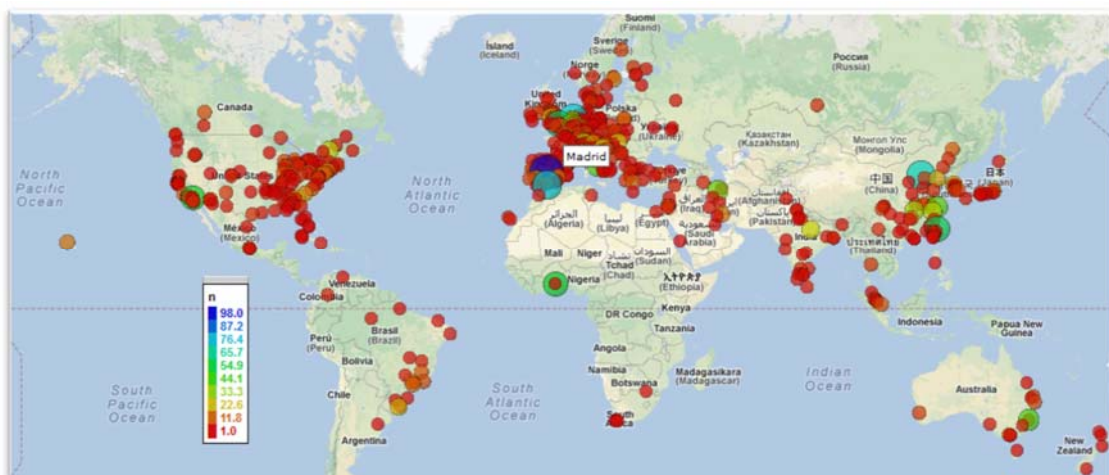 Suomi
(Finland)
Ísland
(Iceland)
Sverige
Norge
Россия
(Russia)
Canada
United
Polska
Қазақстан
(Kazakhstan)
Монгол Улс
(Mongolia)
Madrid
United States
North
Pacific
Ocean
North
Atlantic
Ocean
中国
(China)
日本
(Japan)
México
(Mexico)
الجزائر
(Algeria)
ليبيا
(Libya)
(Egypt)
(Iraq)
السعودية
(Saudi
Arabia)
(Afghanistan)
پاکستان
(Pakistan)
India
ประเทศไทย
(Thailand)
Mali
Niger
Tchad
(Chad)
السودان
(Sudan)
Nigeria
ኢትዮጵያ
(Ethiopia)
Venezuela
Colombia
n
98.0
87.2
76.4
65.7
54.9
44.1
33.3
22.6
11.8
1.0
DR Congo
Kenya
Tanzania
Indonesia
Papua New
Guinea
Perú
(Peru)
Brasil
(Brazil)
Bolivia
Chile
Argentina
South
Pacific
Ocean
South
Atlantic
Ocean
Angola
Namibia
Botswana
South
Africa
Madagasikara
(Madagascar)
Indian
Ocean
Australia
New
Zealand